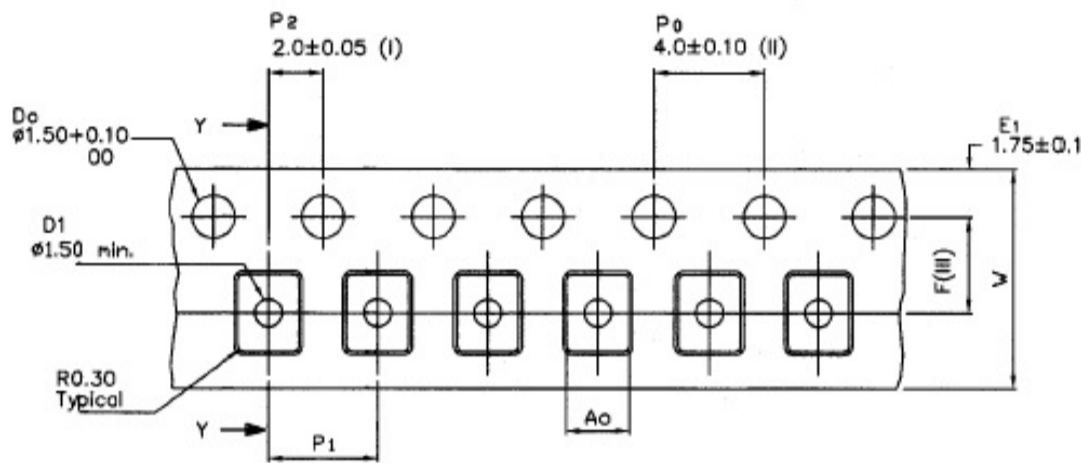 P2
2.0±0.05 (I)
P0
4.0±0.10 (II)
Do
ø1.50+0.10
00
Y
E1
1.75±0.1
D1
ø1.50 min.
F(III)
W
R0.30
Typical
Y
P1
Ao